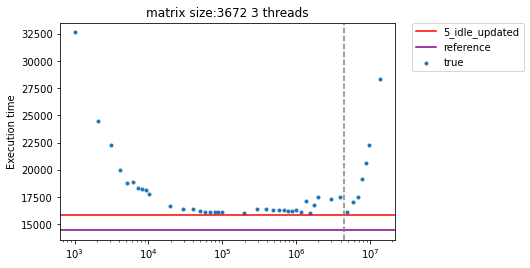 matrix size:3672 3 threads
32500
30000
27500
25000
22500
20000
17500
15000
Execution time
10³
10⁴
10⁵
10⁶
10⁷
5_idle_updated
reference
true